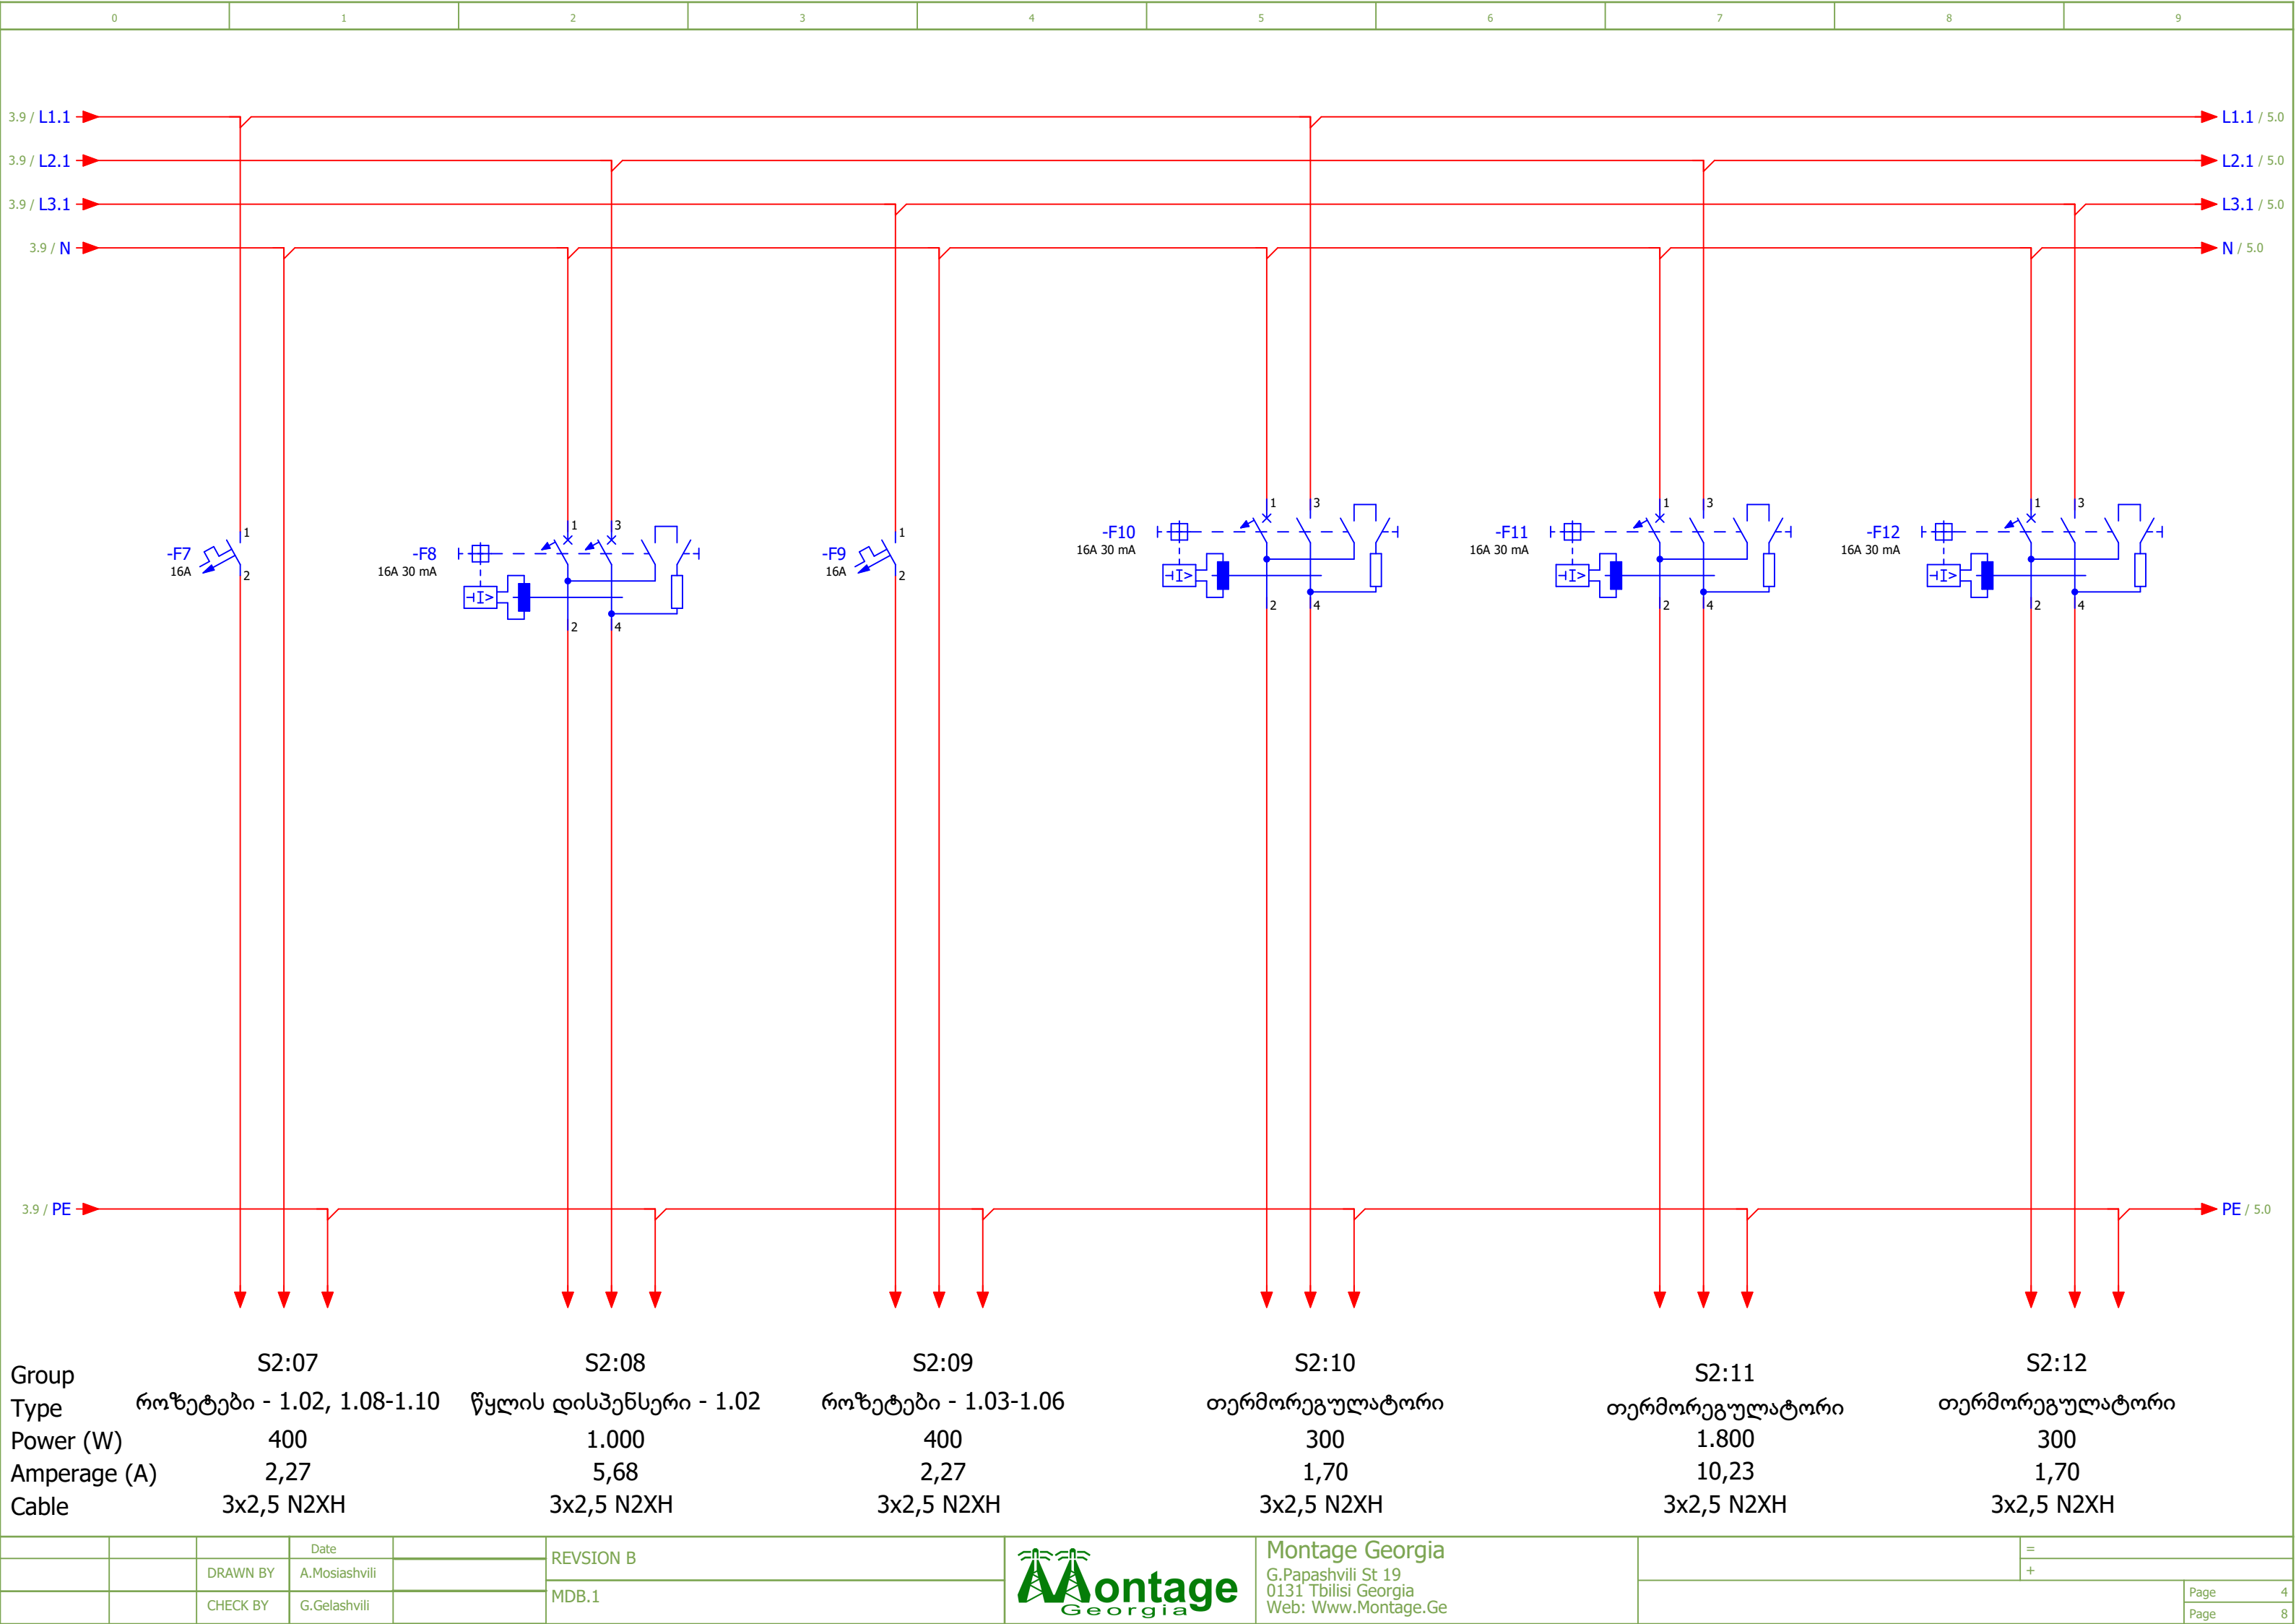 0 1 2 3 4 5 6 7 8 9
3.9 / L1.1 L1.1 / 5.0
3.9 / L2.1 L2.1 / 5.0
3.9 / L3.1 L3.1 / 5.0
3.9 / N N / 5.0
1 3 1 3 1 3
-F10 -F11 -F12
16A 30 mA 16A 30 mA 16A 30 mA
1 1 3 1
-F7 -F8 -F9
16A 16A 30 mA 16A
2 2
⊣I> ⊣I> ⊣I> ⊣I>
2 4 2 4 2 4
2 4
3.9 / PE PE / 5.0
Group S2:07 S2:08 S2:09 S2:10 S2:11 S2:12
Type როზეტები - 1.02, 1.08-1.10 წყლის დისპენსერი - 1.02 როზეტები - 1.03-1.06 თერმორეგულატორი თერმორეგულატორი თერმორეგულატორი
Power (W) 400 1.000 400 300 1.800 300
Amperage (A) 2,27 5,68 2,27 1,70 10,23 1,70
Cable 3x2,5 N2XH 3x2,5 N2XH 3x2,5 N2XH 3x2,5 N2XH 3x2,5 N2XH 3x2,5 N2XH
Date
DRAWN BY A.Mosiashvili
CHECK BY G.Gelashvili
REVSION B
MDB.1
Montage
Georgia
Montage Georgia
G.Papashvili St 19
0131 Tbilisi Georgia
Web: Www.Montage.Ge
=
+
Page 4
Page 8